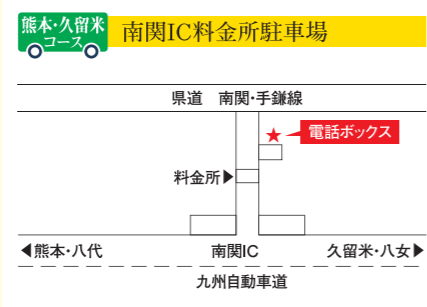 熊本・久留米
コース
南関IC料金所駐車場
県道 南関・手鎌線
電話ボックス
料金所▶
◀熊本・八代
南関IC
久留米・八女▶
九州自動車道